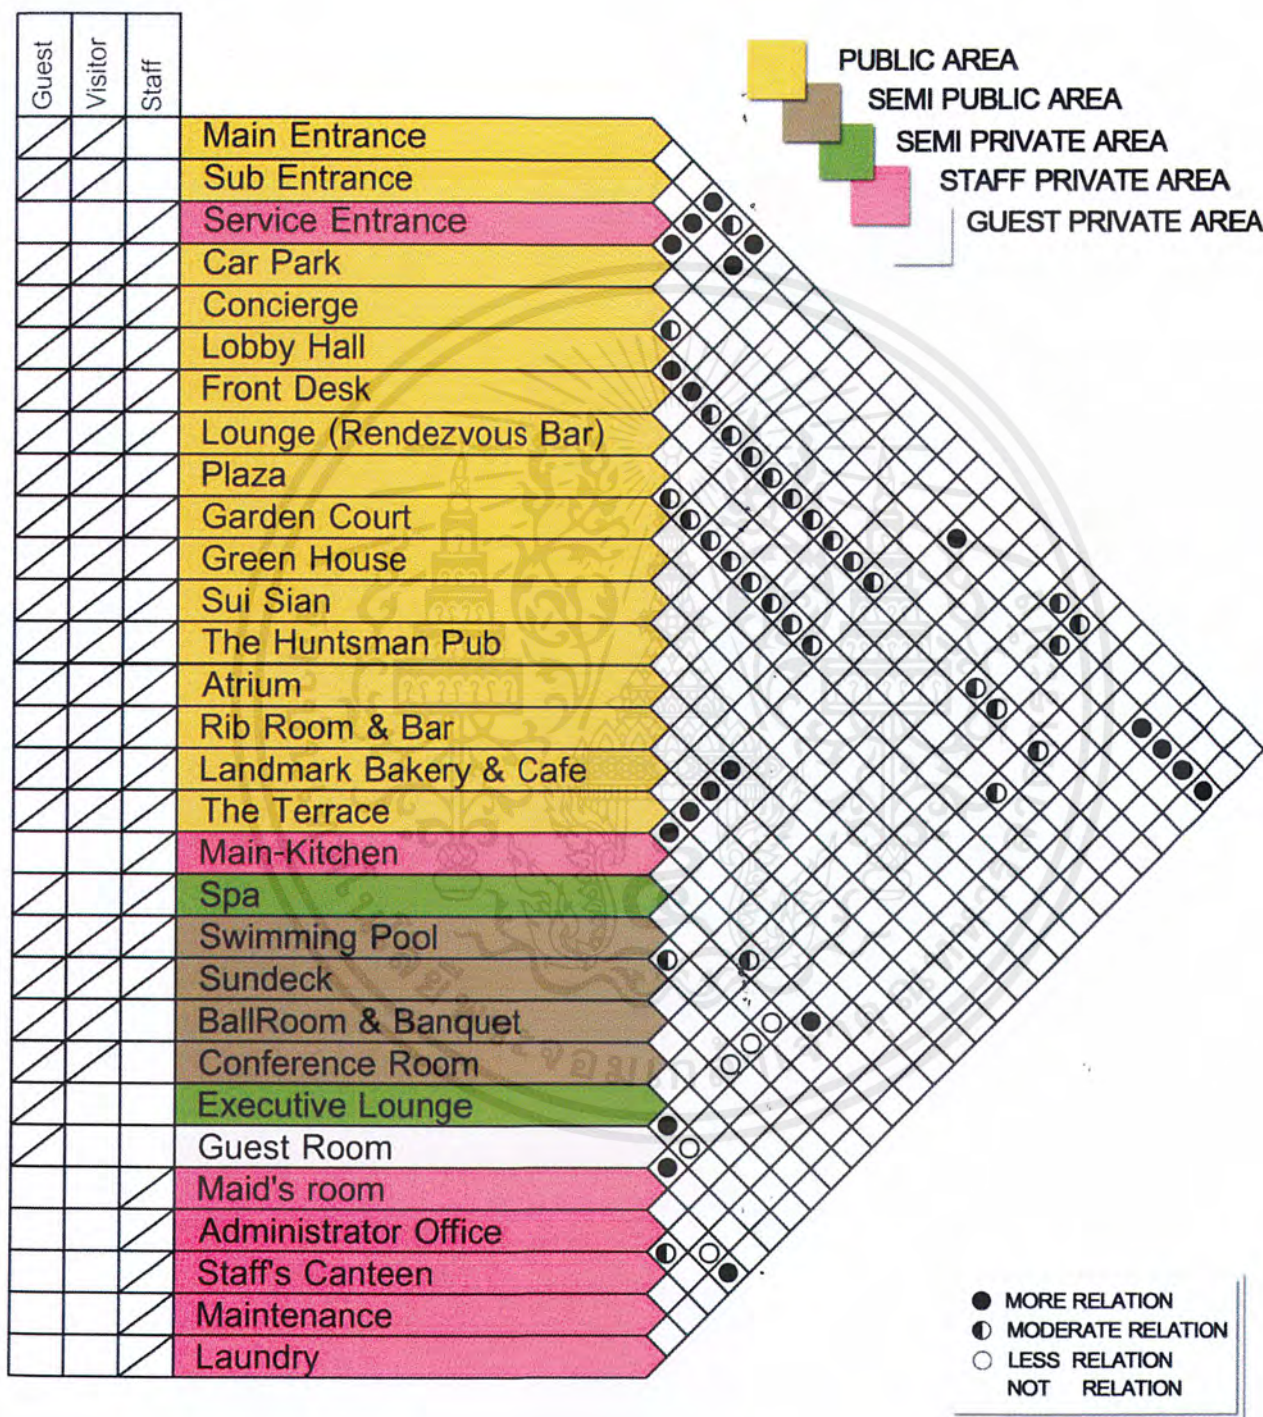 Guest
Visitor
Staff
PUBLIC AREA
SEMI PUBLIC AREA
SEMI PRIVATE AREA
STAFF PRIVATE AREA
GUEST PRIVATE AREA
Main Entrance
Sub Entrance
Service Entrance
Car Park
Concierge
Lobby Hall
Front Desk
Lounge (Rendezvous Bar)
Plaza
Garden Court
Green House
Sui Sian
The Huntsman Pub
Atrium
Rib Room & Bar
Landmark Bakery & Cafe
The Terrace
Main-Kitchen
Spa
Swimming Pool
Sundeck
BallRoom & Banquet
Conference Room
Executive Lounge
Guest Room
Maid's room
Administrator Office
Staff's Canteen
Maintenance
Laundry
MORE RELATION
MODERATE RELATION
LESS RELATION
NOT RELATION